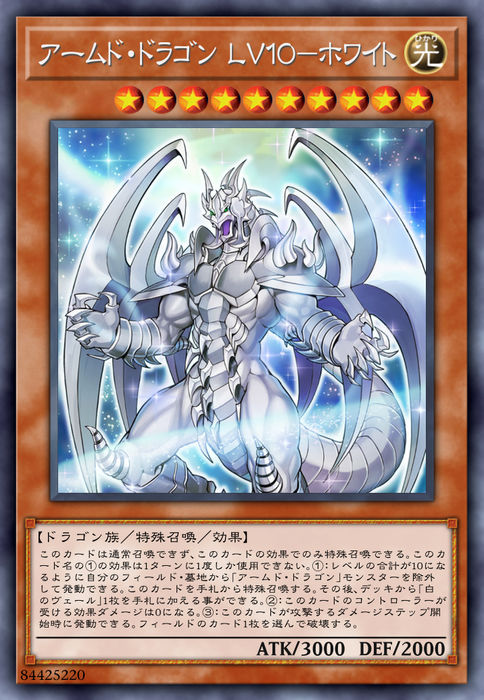 アームド・ドラゴン LV10-ホワイト
光
ひかり
【ドラゴン族/特殊召喚/効果】
このカードは通常召喚できず、このカードの効果でのみ特殊召喚できる。このカ
ード名の①の効果は1ターンに1度しか使用できない。①:レベルの合計が10にな
るように自分のフィールド・墓地から「アームド・ドラゴン」モンスターを除外
して発動できる。このカードを手札から特殊召喚する。その後、デッキから「白
のヴェール」1枚を手札に加える事ができる。②:このカードのコントローラーが
受ける効果ダメージは0になる。③:このカードが攻撃するダメージステップ開
始時に発動できる。フィールドのカード1枚を選んで破壊する。
ATK/3000 DEF/2000
84425220